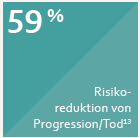 59 %
Risiko-
reduktion von
Progression/Tod¹³